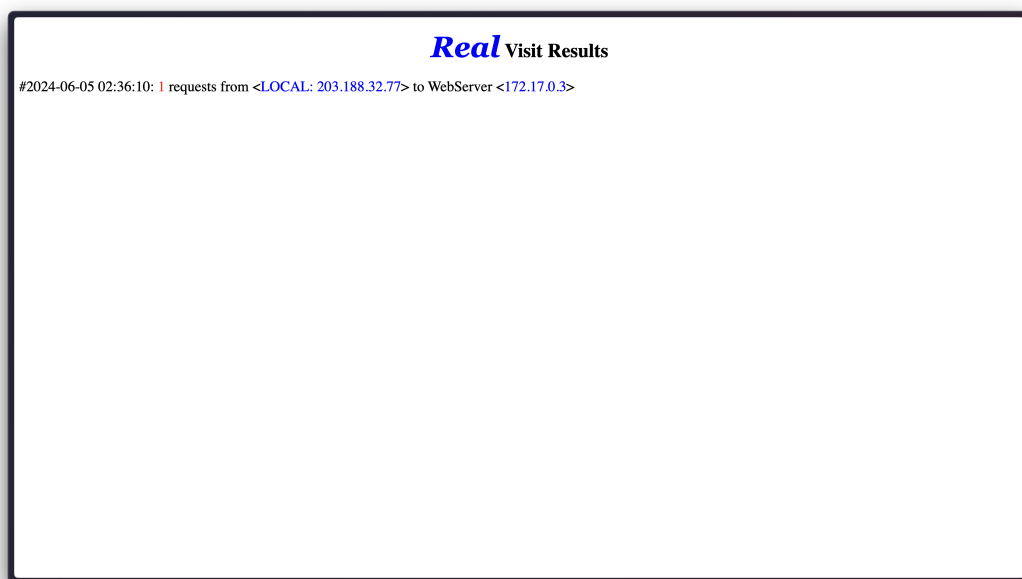 Real Visit Results
#2024-06-05 02:36:10: 1 requests from <LOCAL: 203.188.32.77> to WebServer <172.17.0.3>